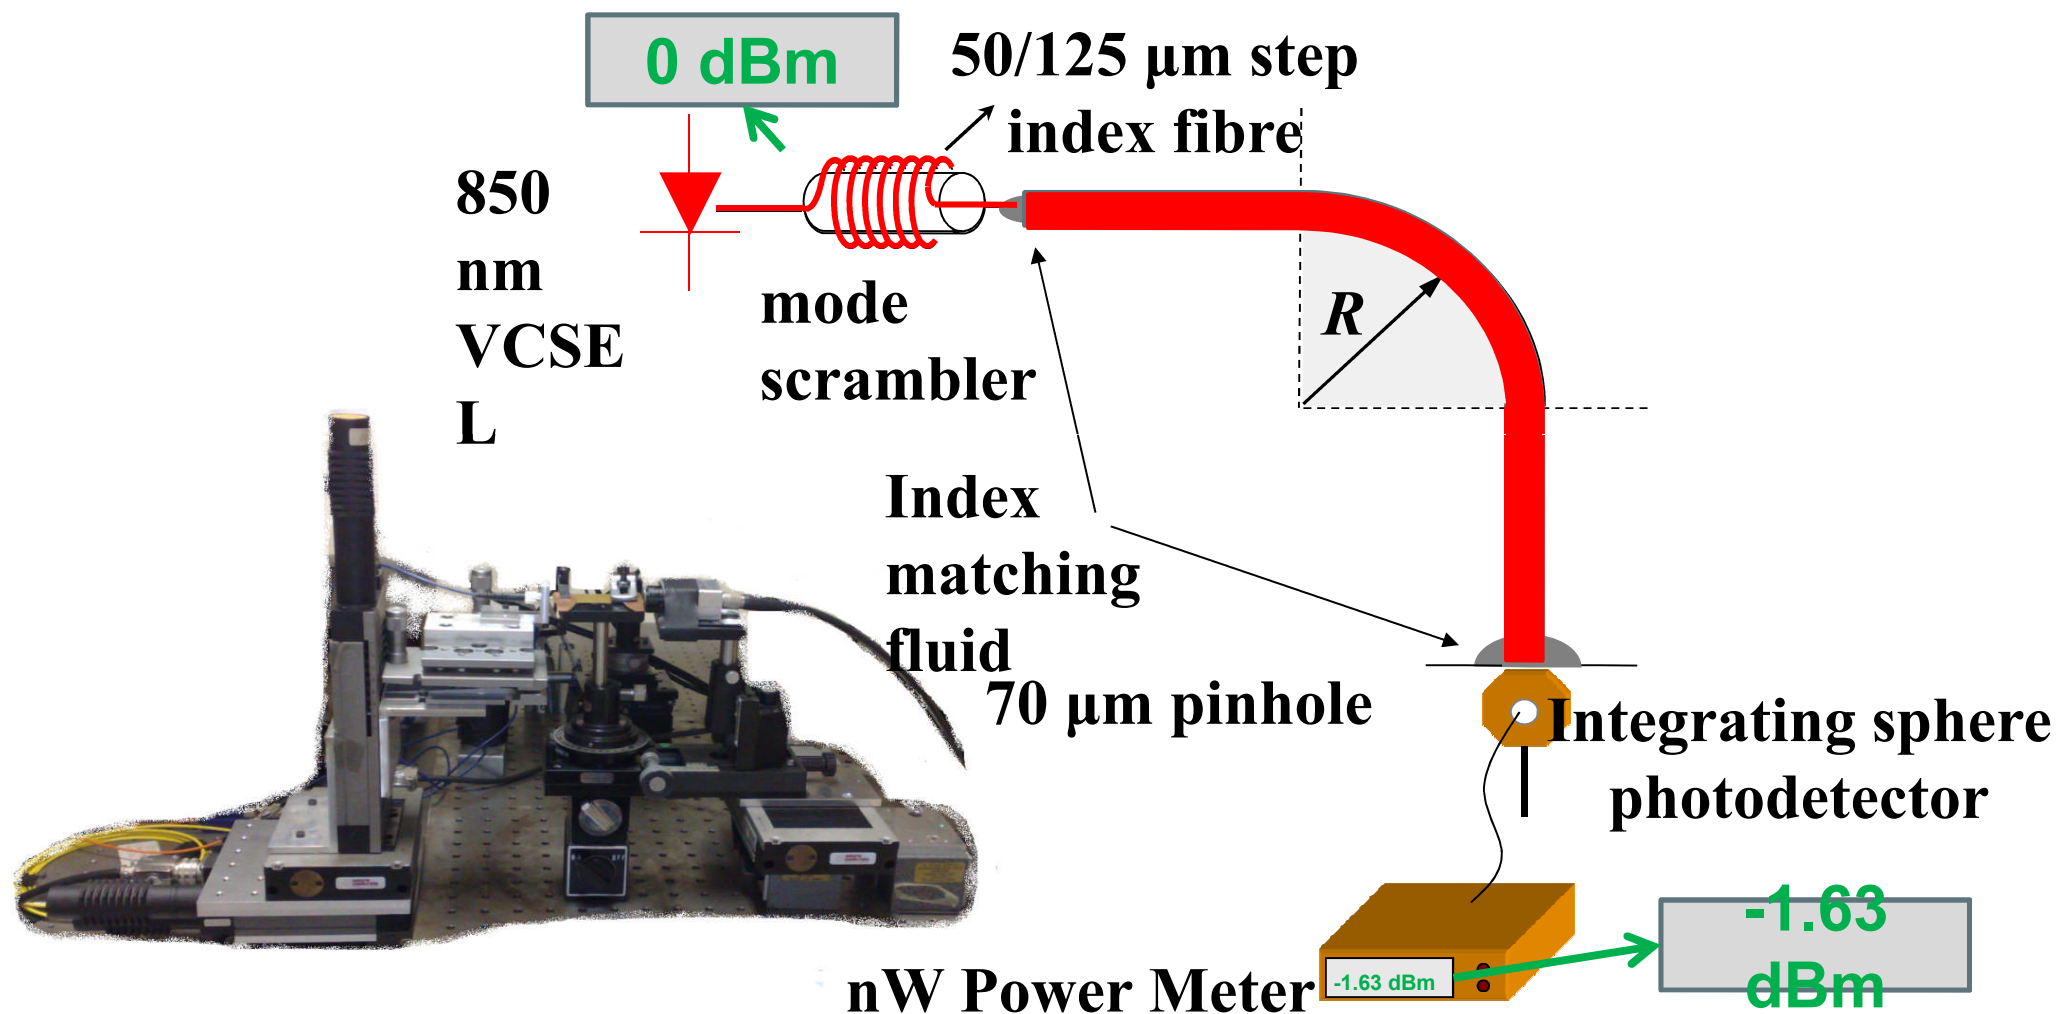 0 dBm
50/125 μm step
index fibre
850
nm
VCSE
L
mode
scrambler
R
Index
matching
fluid
70 μm pinhole
Integrating sphere
photodetector
nW Power Meter
-1.63 dBm
-1.63
dBm